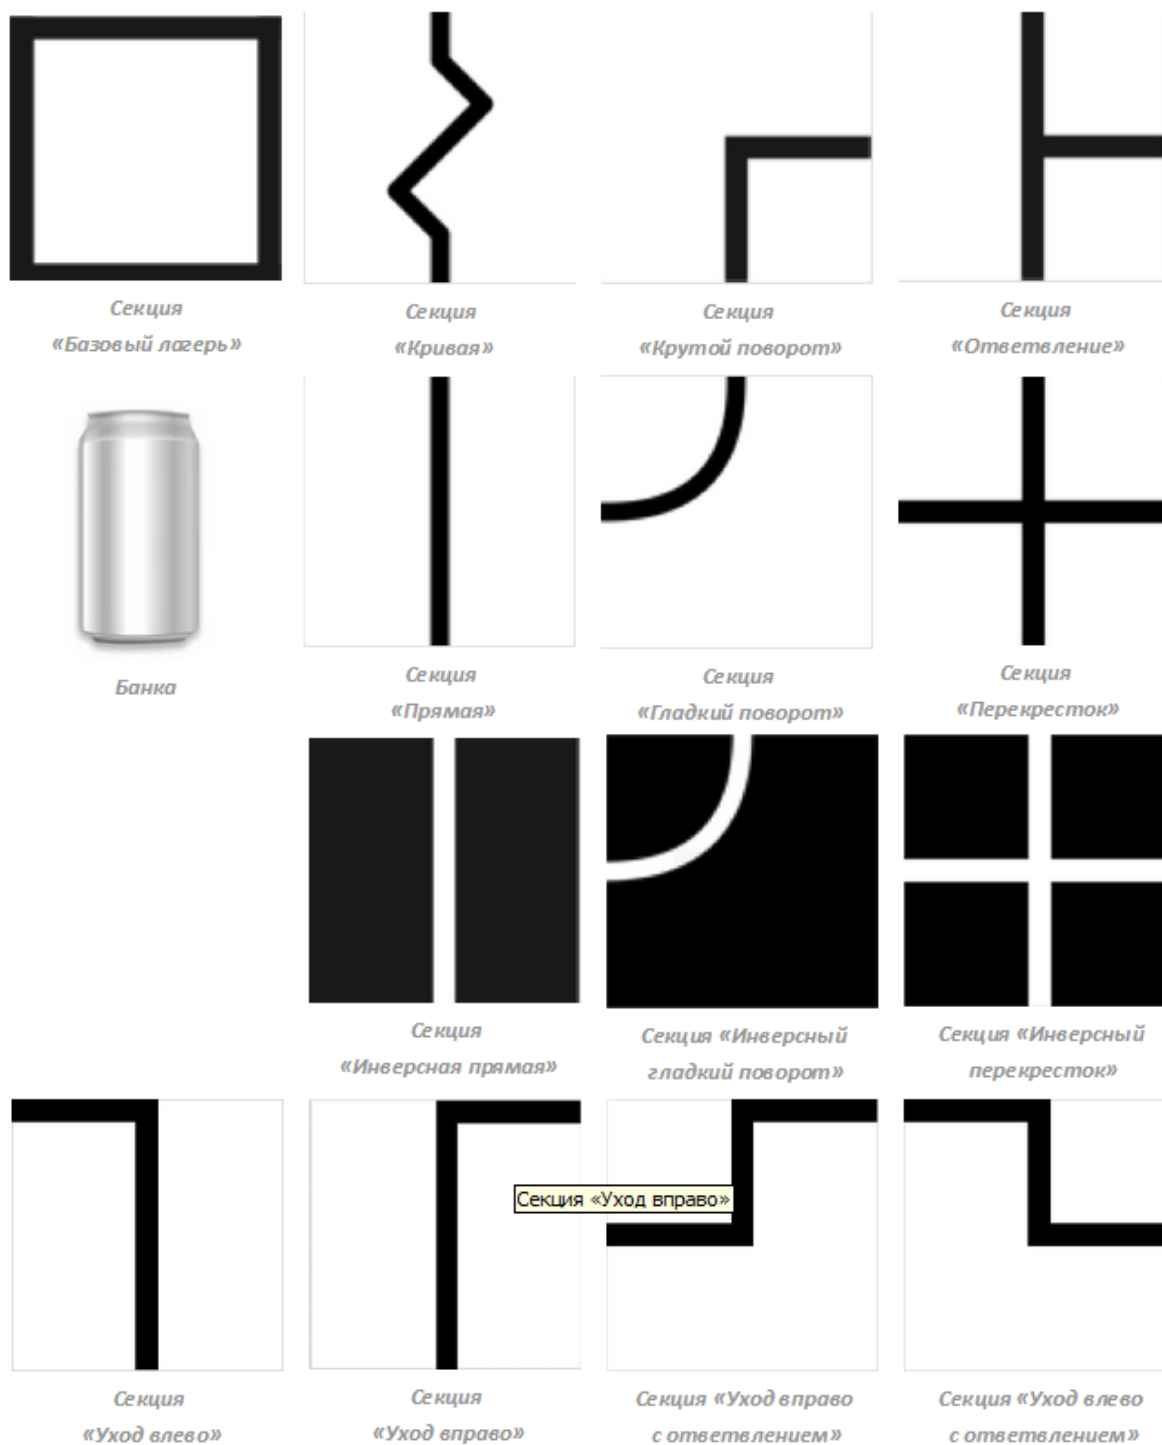 Секция
«Базовый лагерь»
Секция
«Кривая»
Секция
«Крутой поворот»
Секция
«Ответвление»
Банка
Секция
«Прямая»
Секция
«Гладкий поворот»
Секция
«Перекресток»
Секция
«Инверсная прямая»
Секция «Инверсный
гладкий поворот»
Секция «Инверсный
перекресток»
Секция «Уход вправо»
Секция
«Уход влево»
Секция
«Уход вправо»
Секция «Уход вправо
с ответвлением»
Секция «Уход влево
с ответвлением»